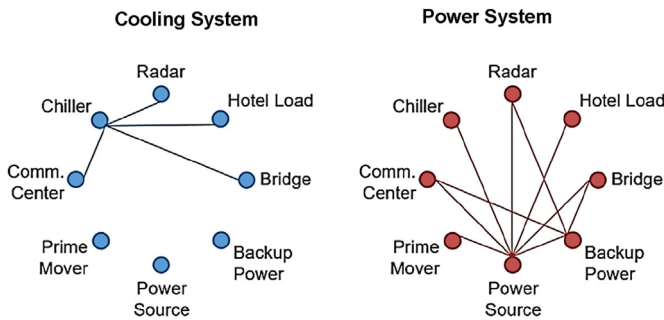 Cooling System
Radar
Chiller
Hotel Load
Comm.
Center
Bridge
Prime
Mover
Backup
Power
Power
Source
Power System
Radar
Chiller
Hotel Load
Comm.
Center
Bridge
Prime
Mover
Backup
Power
Power
Source